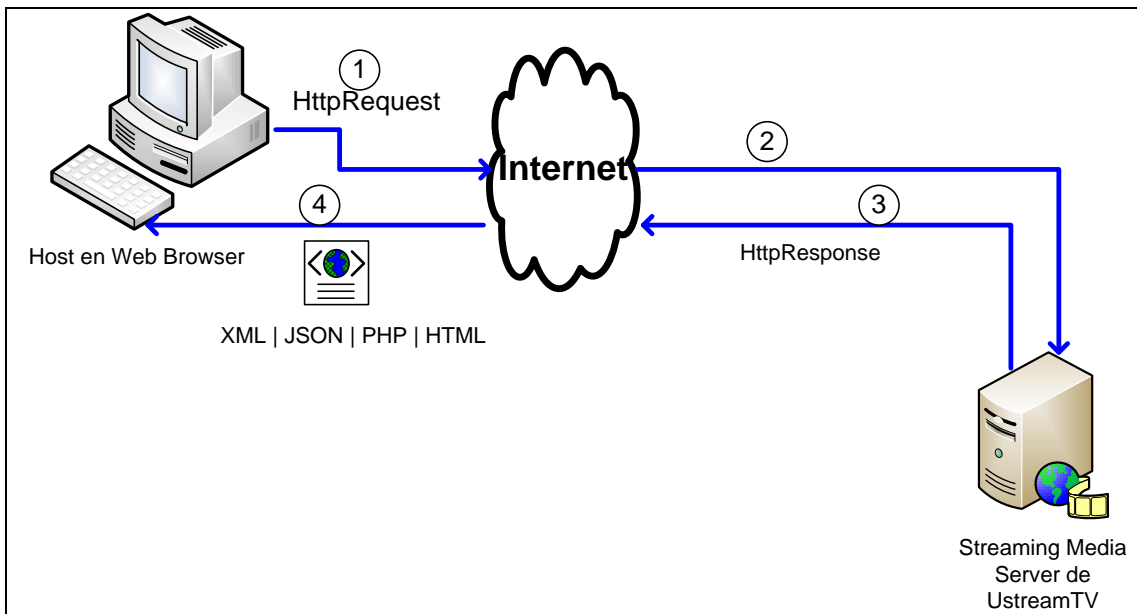 1
HttpRequest
Internet
2
4
3
Host en Web Browser
HttpResponse
XML | JSON | PHP | HTML
Streaming Media
Server de
UstreamTV